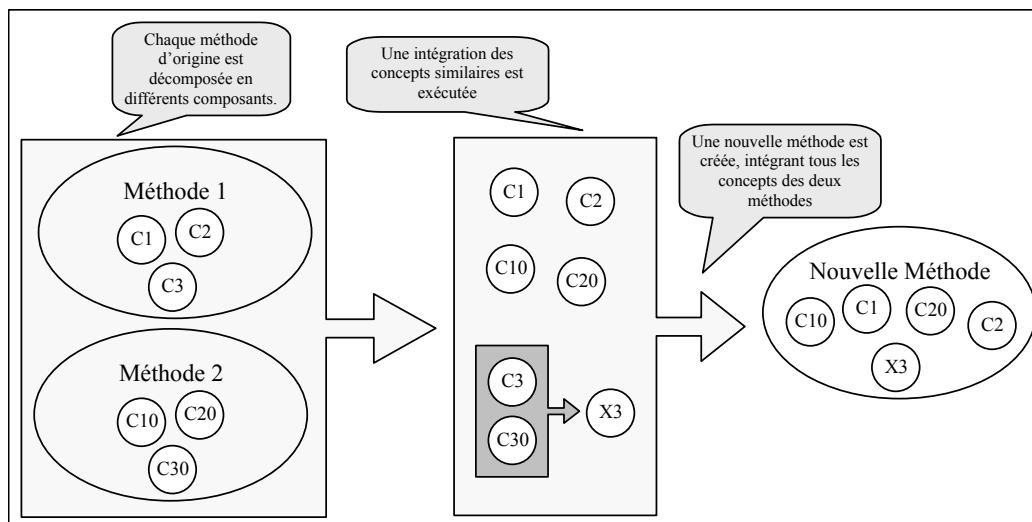 Chaque méthode
d'origine est
décomposée en
différents composants.
Une intégration des
concepts similaires est
exécutée
Une nouvelle méthode est
créée, intégrant tous les
concepts des deux
méthodes
Méthode 1
C1
C2
C3
Méthode 2
C10
C20
C30
C1
C2
C10
C20
C3
C30
X3
Nouvelle Méthode
C10
C1
C20
C2
X3